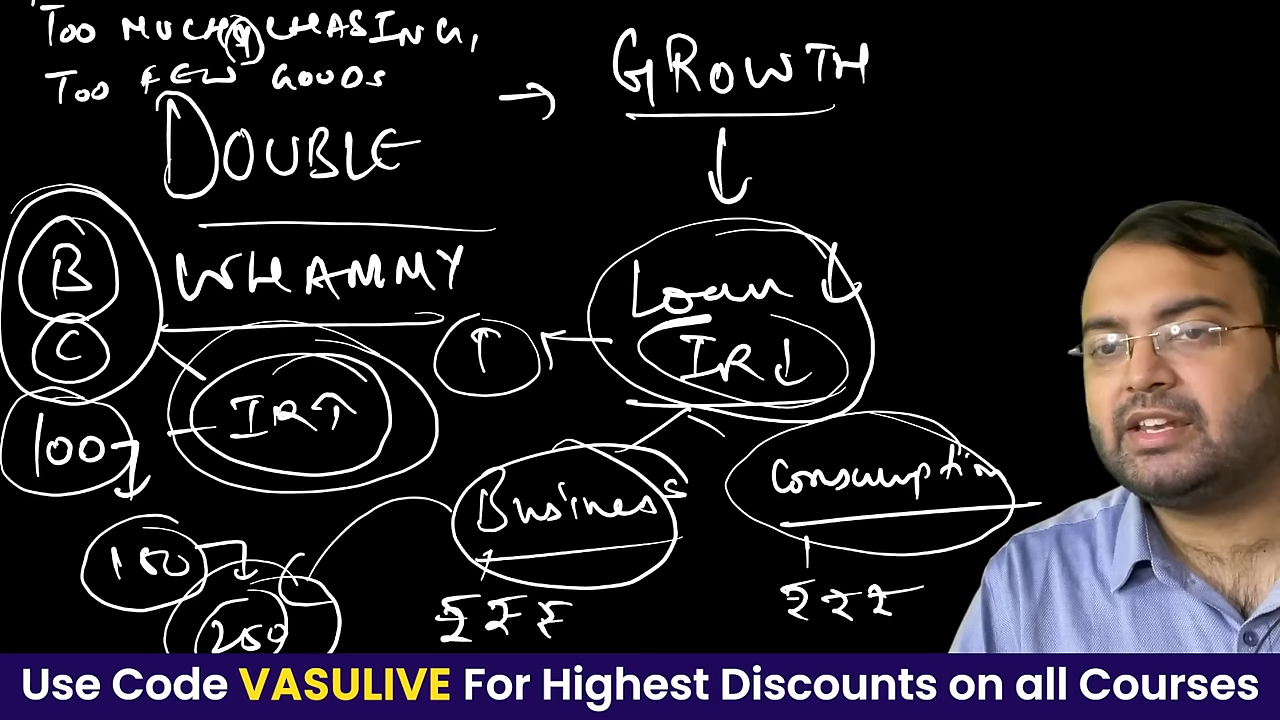 TOO MUCH ₹ CHASING,
TOO FEW GOODS
DOUBLE
WHAMMY
→ GROWTH
↓
B
C
IR↑
100
150
250
Loan ↓
IR↓
↑
Business
₹₹₹
Consumption
₹₹₹
Use Code VASULIVE For Highest Discounts on all Courses